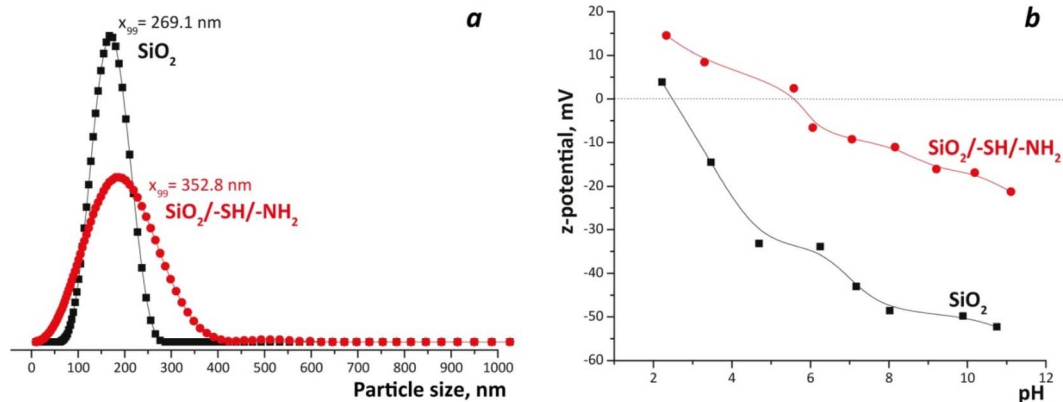 a
x₉₉= 269.1 nm
SiO₂
x₉₉= 352.8 nm
SiO₂/-SH/-NH₂
0 100 200 300 400 500 600 700 800 900 1000
Particle size, nm
b
20
10
0
-10
-20
-30
-40
-50
-60
z-potential, mV
SiO₂/-SH/-NH₂
SiO₂
2 4 6 8 10 12
pH